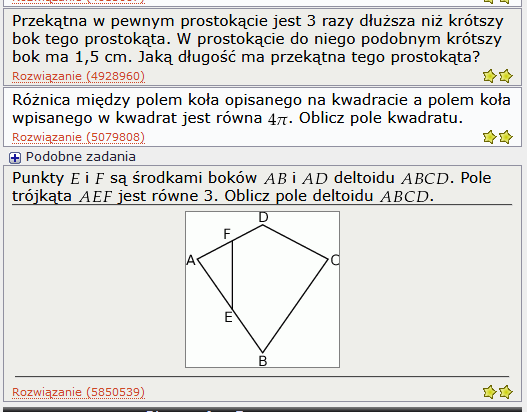 Przekątna w pewnym prostokącie jest 3 razy dłuższa niż krótszy
bok tego prostokąta. W prostokącie do niego podobnym krótszy
bok ma 1,5 cm. Jaką długość ma przekątna tego prostokąta?
Rozwiązanie (4928960)
Różnica między polem koła opisanego na kwadracie a polem koła
wpisanego w kwadrat jest równa 4π. Oblicz pole kwadratu.
Rozwiązanie (5079808)
Podobne zadania
Punkty E i F są środkami boków AB i AD deltoidu ABCD. Pole
trójkąta AEF jest równe 3. Oblicz pole deltoidu ABCD.
D
F
A
C
E
B
Rozwiązanie (5850539)